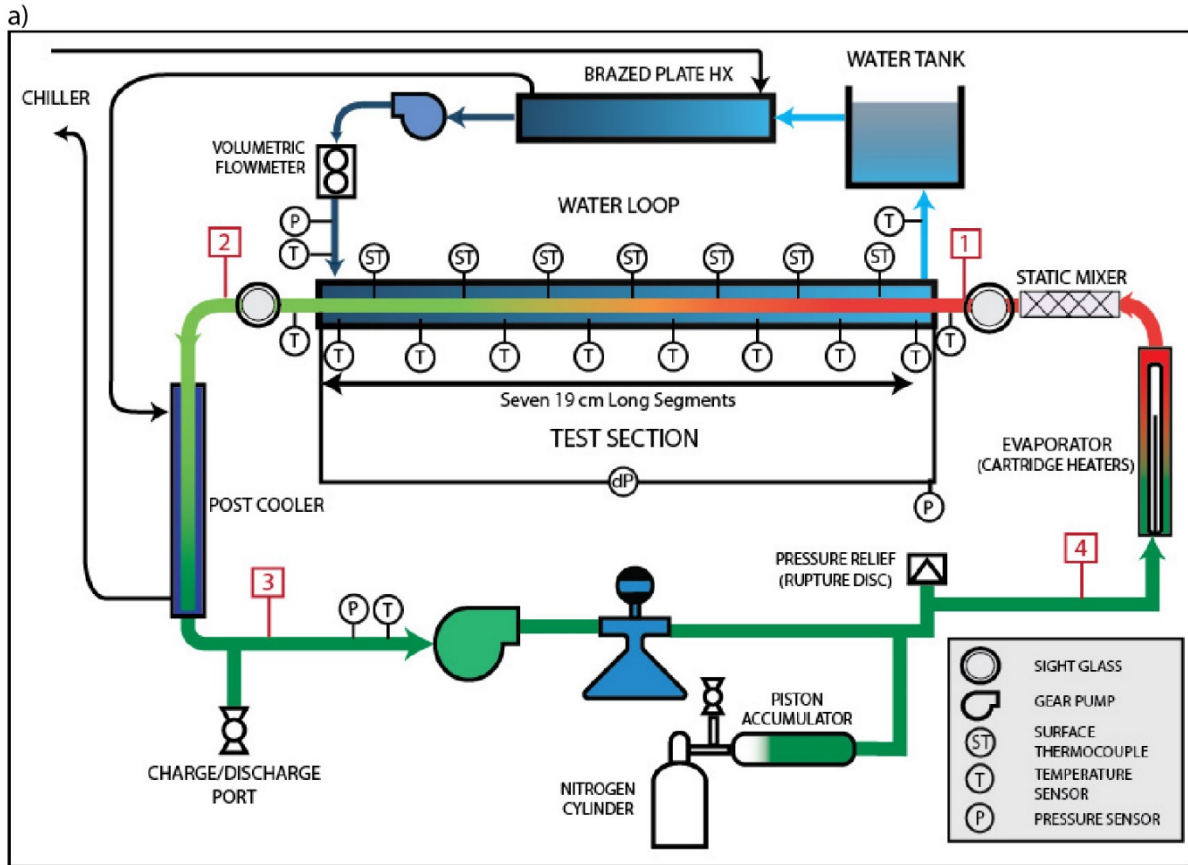 a)
CHILLER
BRAZED PLATE HX
WATER TANK
VOLUMETRIC
FLOWMETER
P
T
WATER LOOP
T
2
1
STATIC MIXER
ST
ST
ST
ST
ST
ST
ST
T
T
T
T
T
T
T
T
T
T
Seven 19 cm Long Segments
TEST SECTION
dP
P
EVAPORATOR
(CARTRIDGE HEATERS)
POST COOLER
PRESSURE RELIEF
(RUPTURE DISC)
4
3
P
T
CHARGE/DISCHARGE
PORT
PISTON
ACCUMULATOR
NITROGEN
CYLINDER
SIGHT GLASS
GEAR PUMP
ST
SURFACE
THERMOCOUPLE
T
TEMPERATURE
SENSOR
P
PRESSURE SENSOR